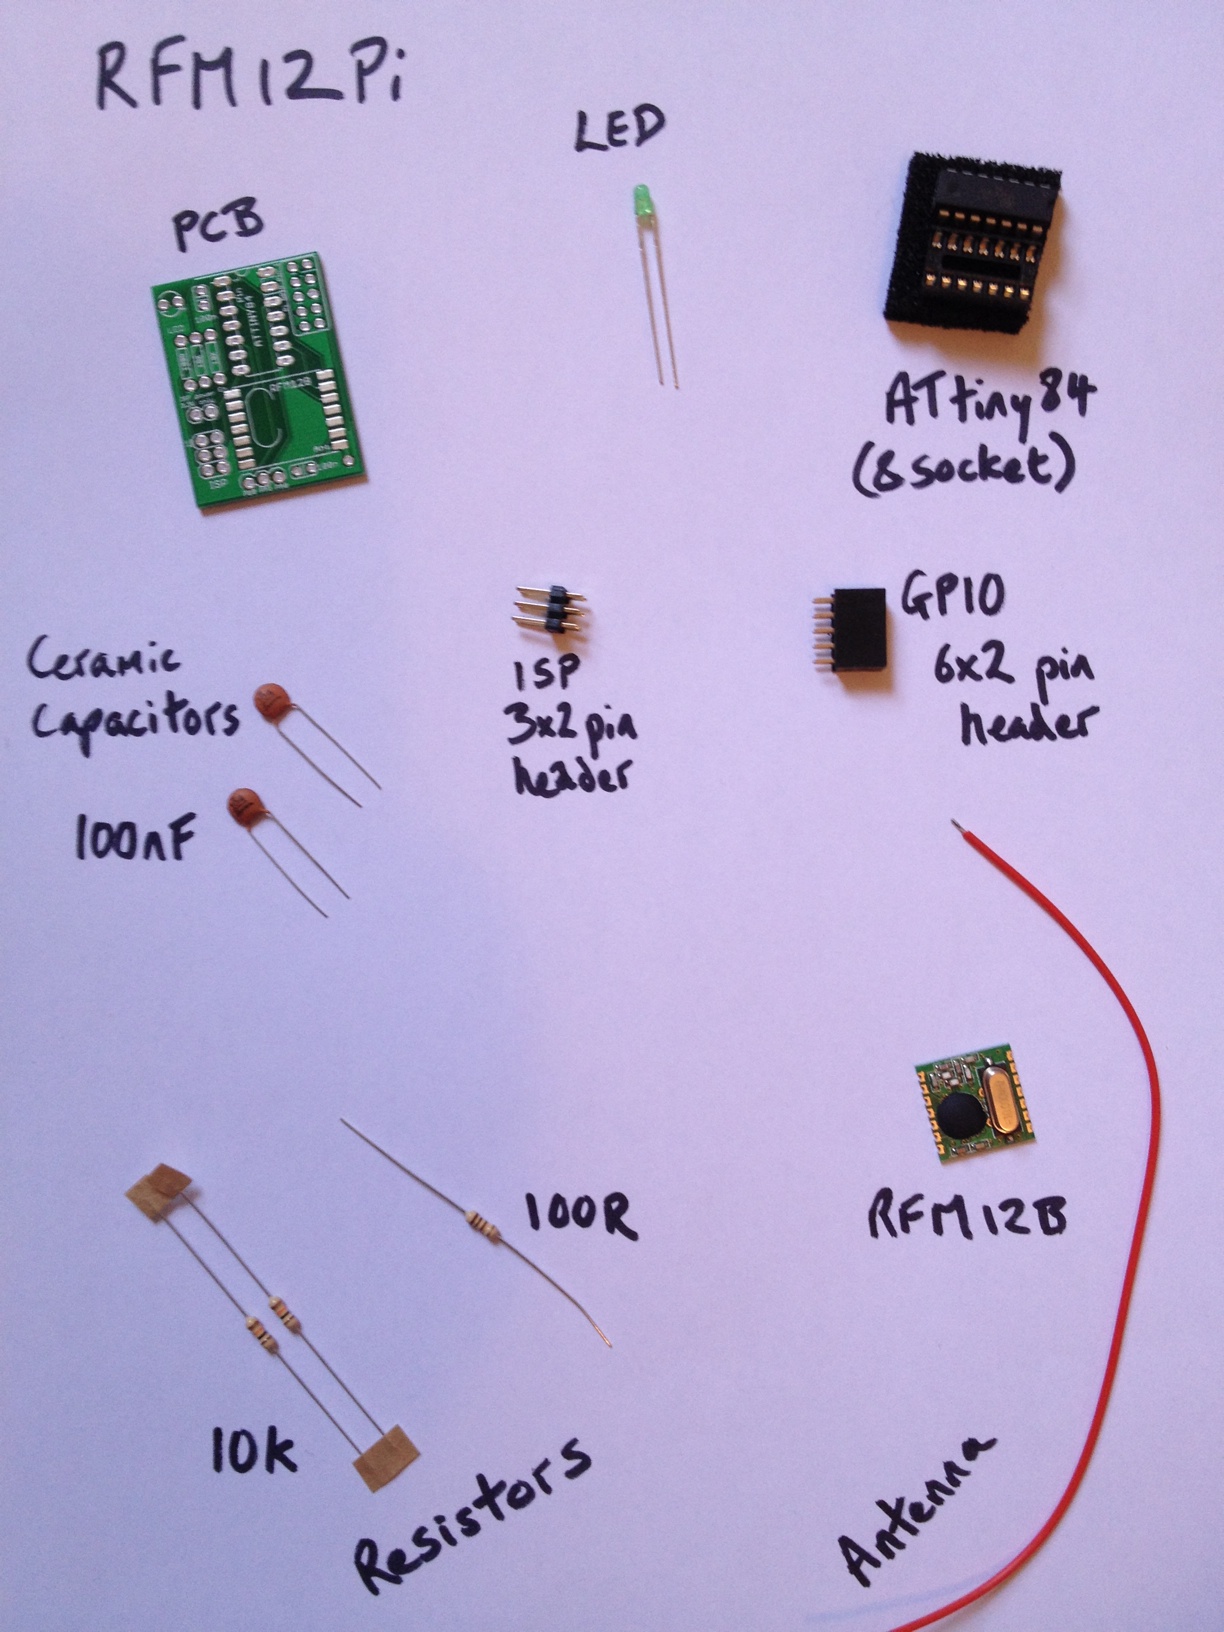 RFM12Pi
LED
PCB
ATTINY84
LED
RFM12B
ISP
ATtiny84
(& socket)
GPIO
6x2 pin
header
ISP
3x2 pin
header
Ceramic
Capacitors
100nF
RFM12B
100R
10K
Resistors
Antenna